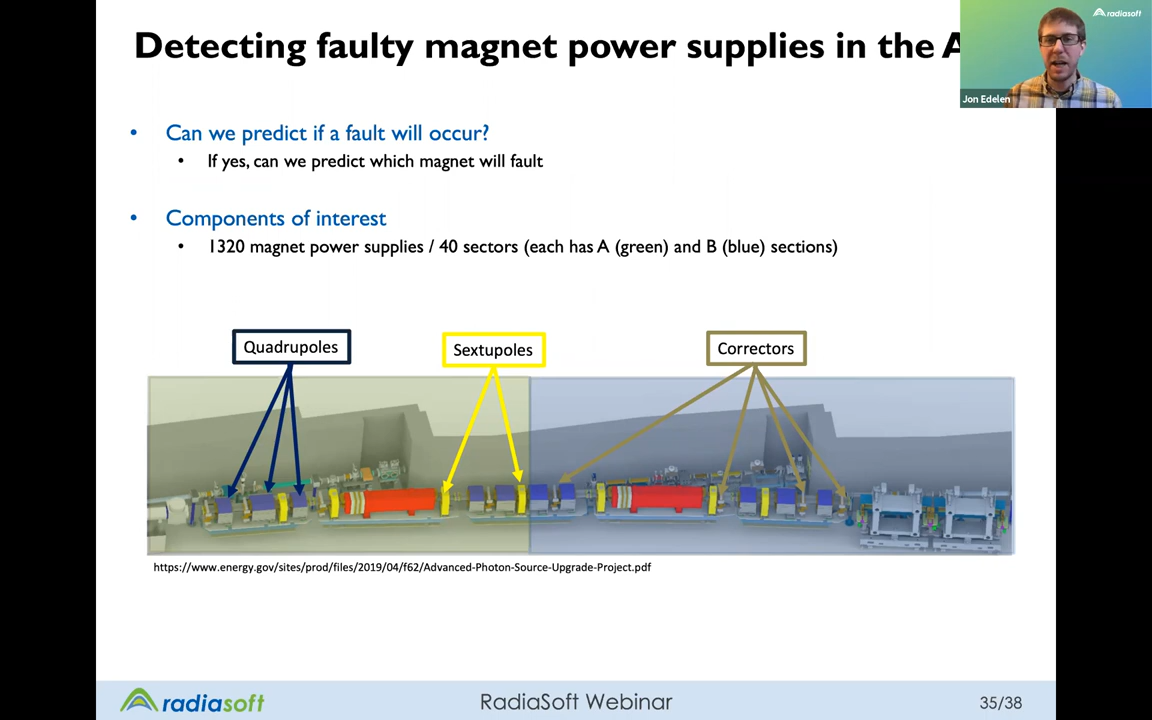 Detecting faulty magnet power supplies in the A
radiasoft
Jon Edelen
• Can we predict if a fault will occur?
• If yes, can we predict which magnet will fault
• Components of interest
• 1320 magnet power supplies / 40 sectors (each has A (green) and B (blue) sections)
Quadrupoles
Sextupoles
Correctors
https://www.energy.gov/sites/prod/files/2019/04/f62/Advanced-Photon-Source-Upgrade-Project.pdf
radiasoft
RadiaSoft Webinar
35/38